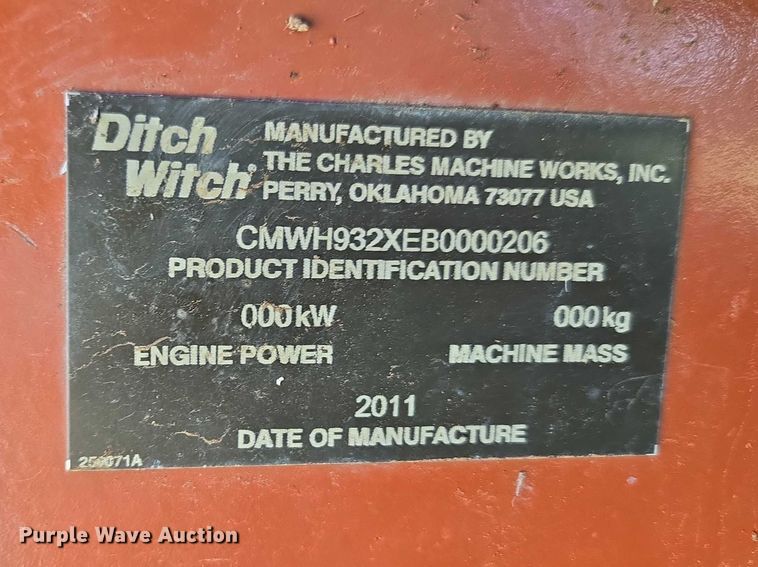 Ditch
Witch®
MANUFACTURED BY
THE CHARLES MACHINE WORKS, INC.
PERRY, OKLAHOMA 73077 USA
CMWH932XEB0000206
PRODUCT IDENTIFICATION NUMBER
000kW
000kg
ENGINE POWER
MACHINE MASS
2011
DATE OF MANUFACTURE
Purple Wave Auction